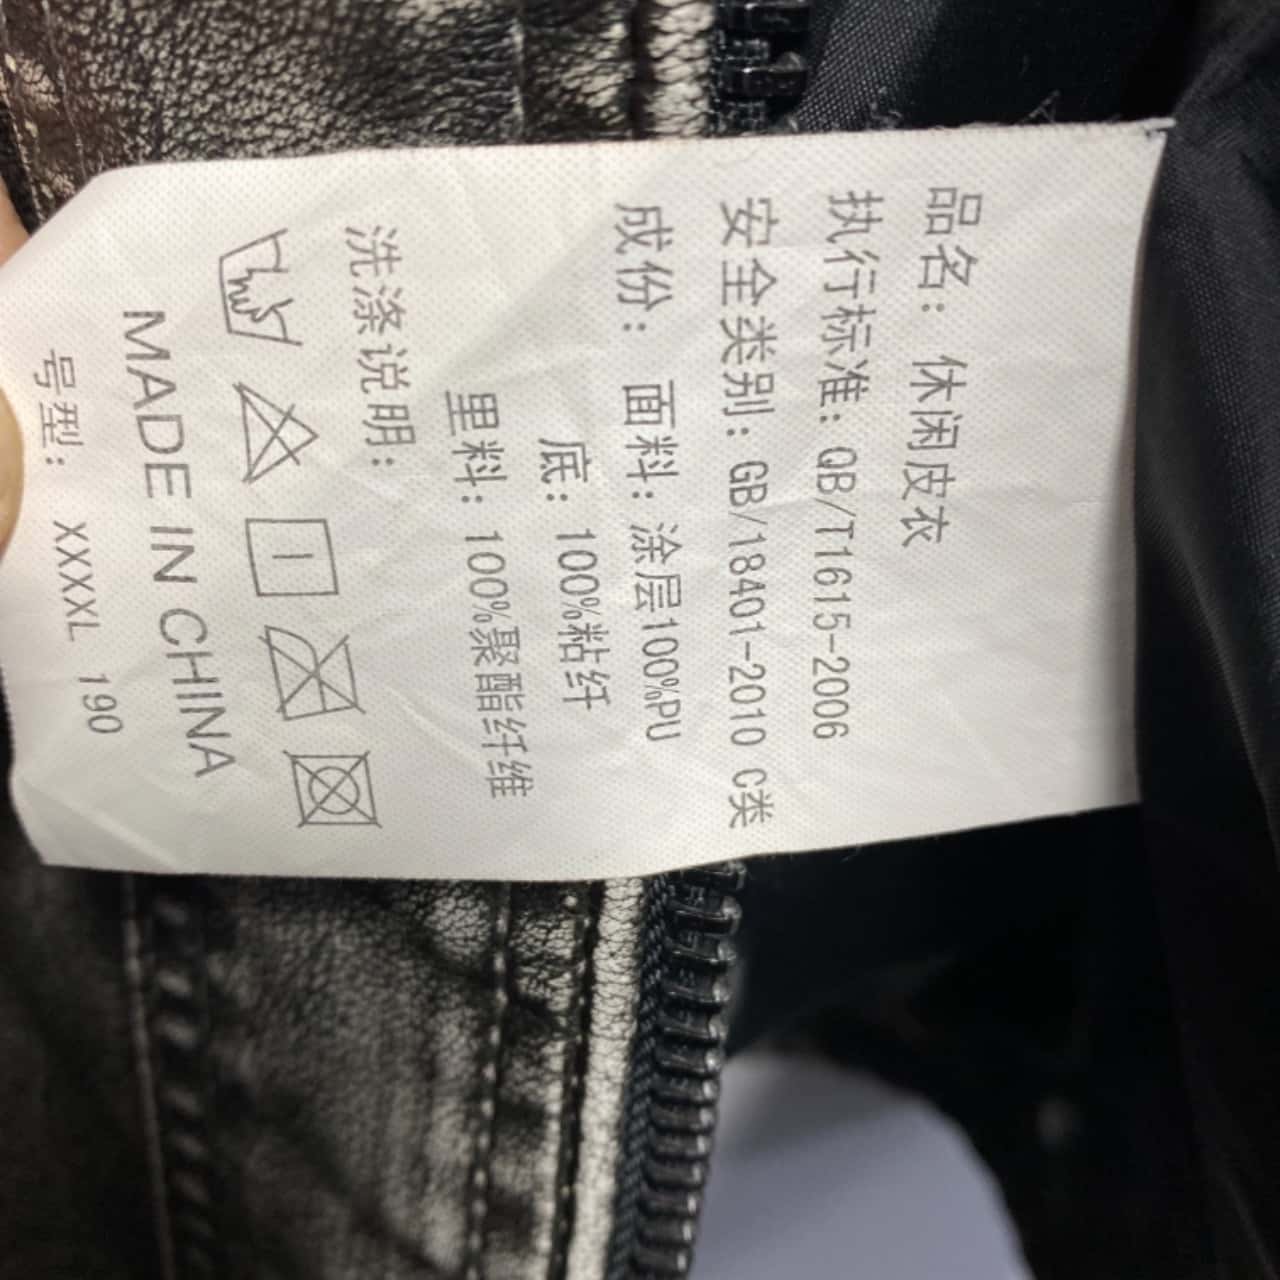 品名：休闲皮衣
执行标准：QB/T1615-2006
安全类别：GB/18401-2010 C类
成份：面料：涂层100%PU
底：100%粘纤
里料：100%聚酯纤维
洗涤说明：
MADE IN CHINA
号型：XXXXL 190